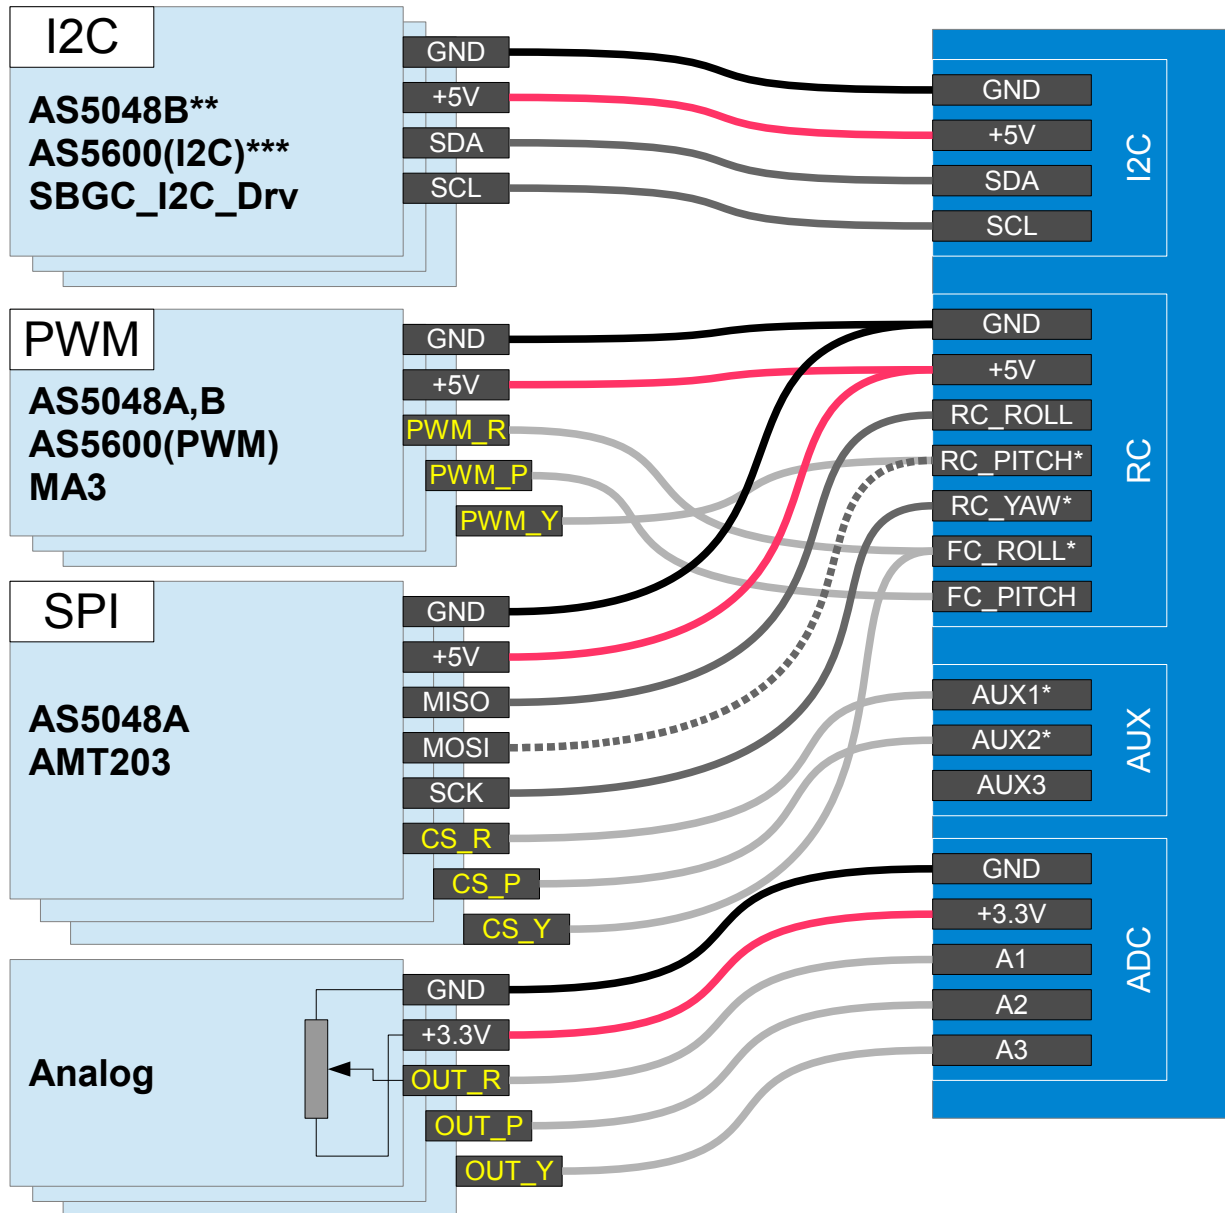 I2C
AS5048B**
AS5600(I2C)***
SBGC_I2C_Drv
GND
+5V
SDA
SCL
GND
+5V
SDA
SCL
I2C
PWM
AS5048A,B
AS5600(PWM)
MA3
GND
+5V
PWM_R
PWM_P
PWM_Y
GND
+5V
RC_ROLL
RC_PITCH*
RC_YAW*
FC_ROLL*
FC_PITCH
RC
SPI
AS5048A
AMT203
GND
+5V
MISO
MOSI
SCK
CS_R
CS_P
CS_Y
AUX1*
AUX2*
AUX3
AUX
Analog
GND
+3.3V
OUT_R
OUT_P
OUT_Y
GND
+3.3V
A1
A2
A3
ADC